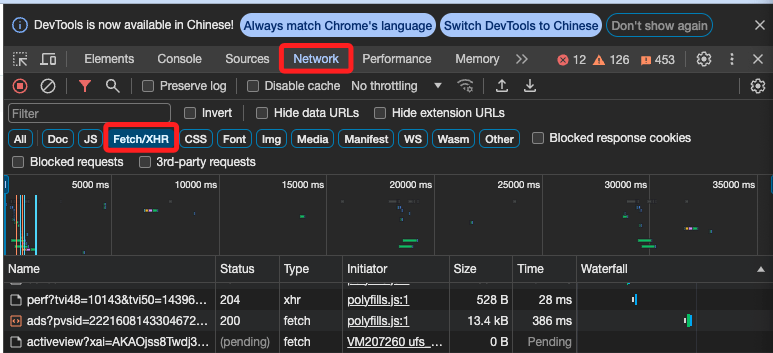 DevTools is now available in Chinese! Always match Chrome's language Switch DevTools to Chinese Don't show again
Elements Console Sources Network Performance Memory 12 126 453
Preserve log Disable cache No throttling
Filter Invert Hide data URLs Hide extension URLs
All Doc JS Fetch/XHR CSS Font Img Media Manifest WS Wasm Other Blocked response cookies
Blocked requests 3rd-party requests
5000 ms 10000 ms 15000 ms 20000 ms 25000 ms 30000 ms 35000 ms
Name Status Type Initiator Size Time Waterfall
perf?tvi48=10143&tvi50=14396... 204 xhr polyfills.js:1 528 B 28 ms
ads?pvsid=2221608143304672... 200 fetch polyfills.js:1 13.4 kB 386 ms
activeview?xai=AKAOjss8Twdj3... (pending) fetch VM207260 ufs_... 0 B Pending